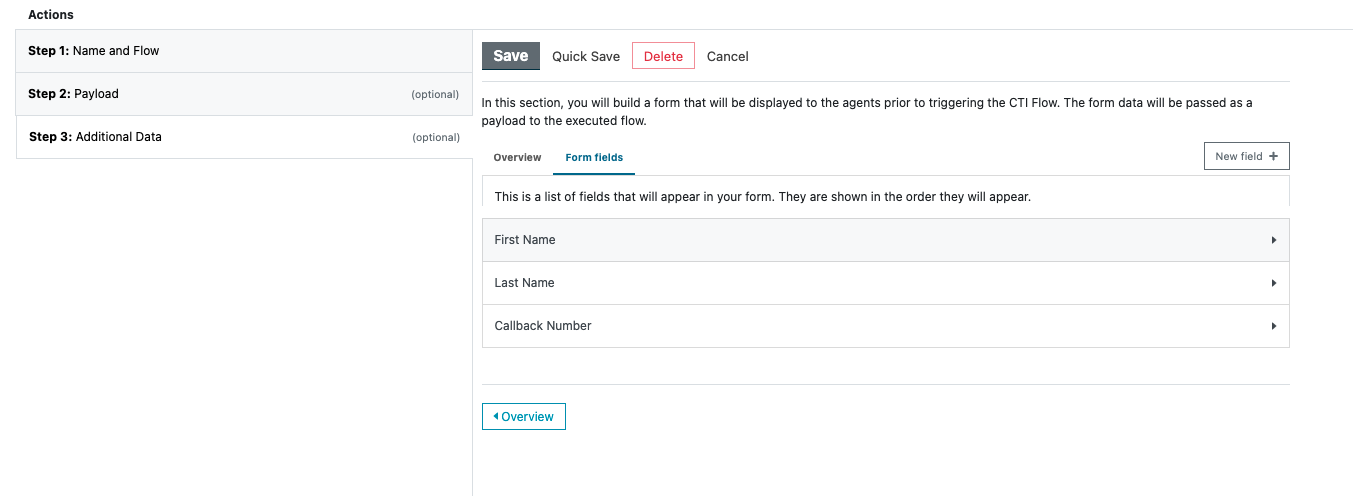 Actions
Step 1: Name and Flow
Step 2: Payload (optional)
Step 3: Additional Data (optional)
Save Quick Save Delete Cancel
In this section, you will build a form that will be displayed to the agents prior to triggering the CTI Flow. The form data will be passed as a
payload to the executed flow.
Overview Form fields New field +
This is a list of fields that will appear in your form. They are shown in the order they will appear.
First Name
Last Name
Callback Number
Overview